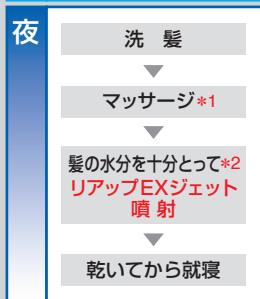 夜
洗 髪
マッサージ*1
髪の水分を十分とって*2
リアップEXジェット
噴 射
乾いてから就寝